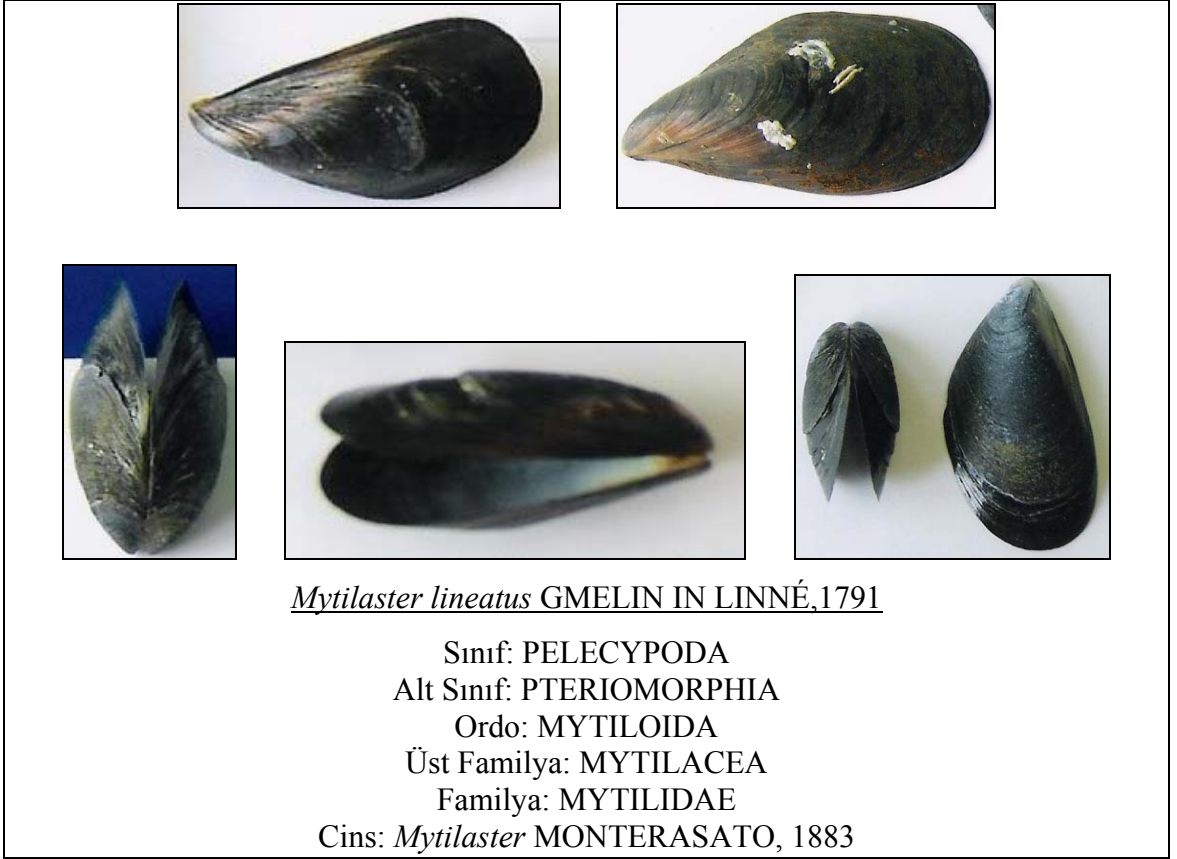 Mytilaster lineatus GMELIN IN LINNÉ,1791
Sınıf: PELECYPODA
Alt Sınıf: PTERIOMORPHIA
Ordo: MYTILOIDA
Üst Familya: MYTILACEA
Familya: MYTILIDAE
Cins: Mytilaster MONTERASATO, 1883